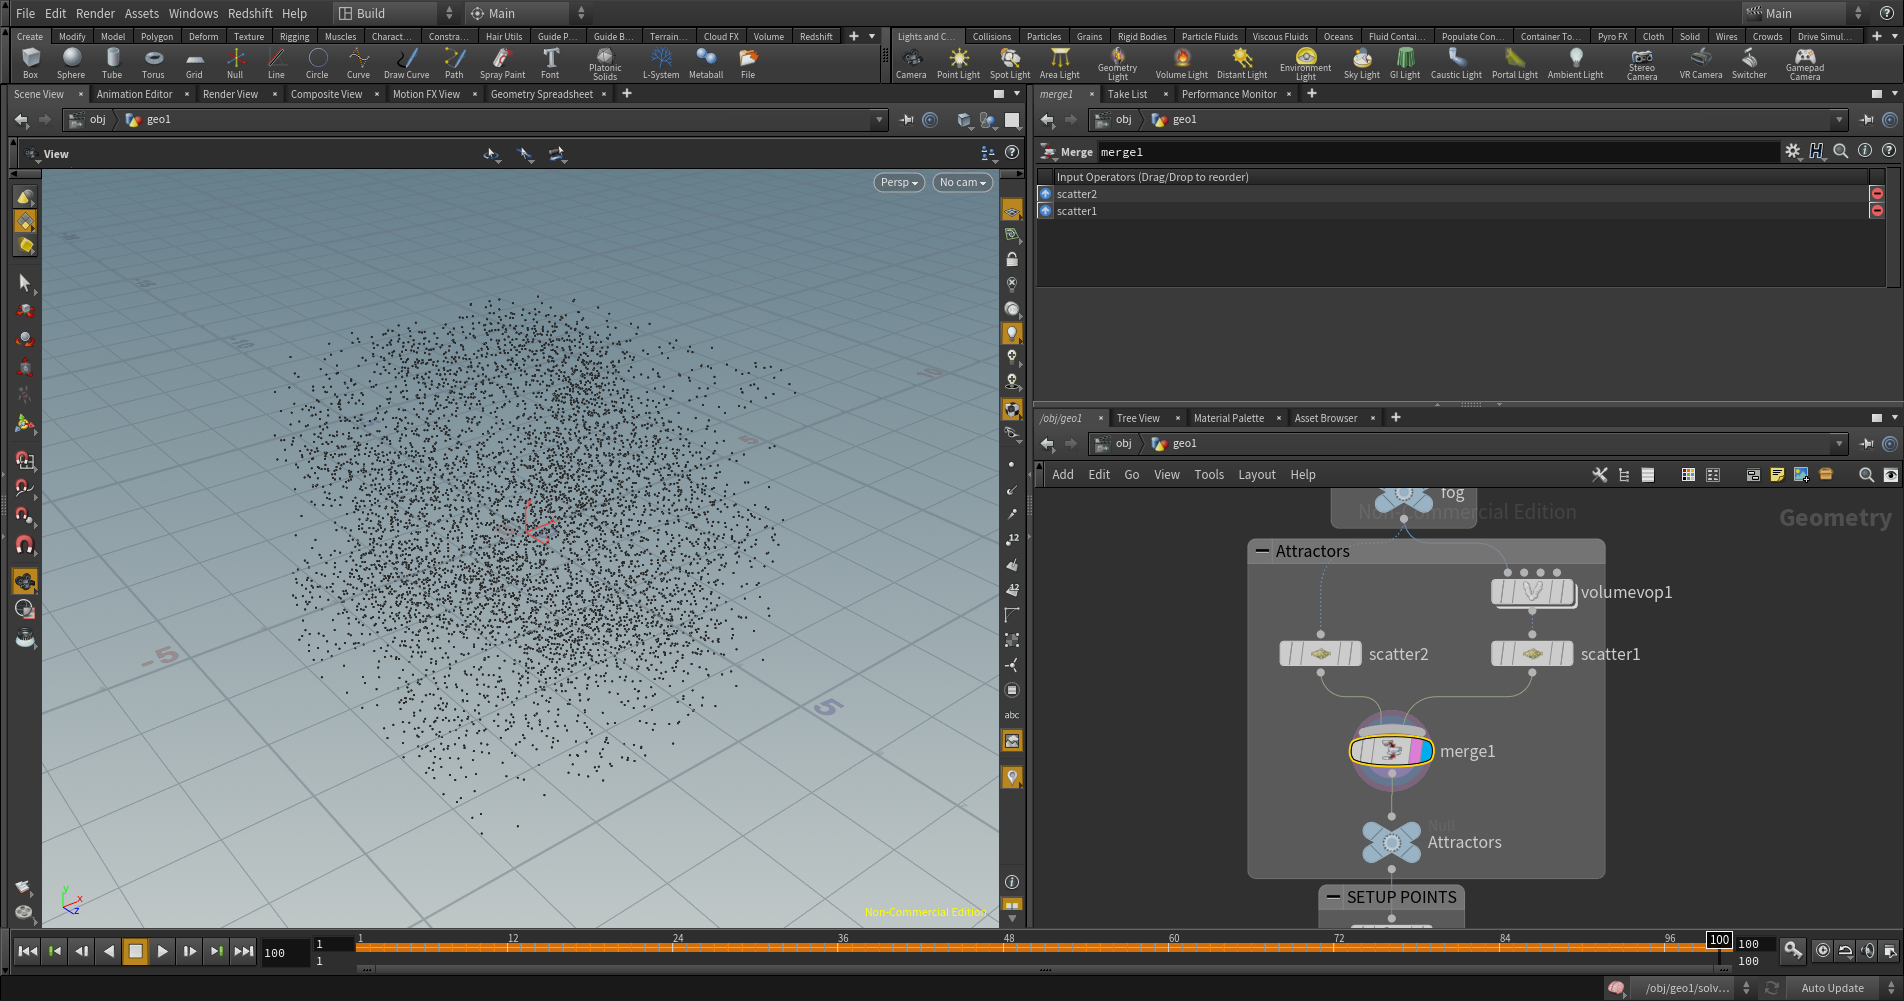 File Edit Render Assets Windows Redshift Help Build Main Main
Create Modify Model Polygon Deform Texture Rigging Muscles Charact... Constra... Hair Utils Guide P... Guide B... Terrain... Cloud FX Volume Redshift
Lights and C... Collisions Particles Grains Rigid Bodies Particle Fluids Viscous Fluids Oceans Fluid Contai... Populate Con... Container To... Pyro FX Cloth Solid Wires Crowds Drive Simul...
Box Sphere Tube Torus Grid Null Line Circle Curve Draw Curve Path Spray Paint Font Platonic Solids L-System Metaball File
Camera Point Light Spot Light Area Light Geometry Light Volume Light Distant Light Environment Light Sky Light GI Light Caustic Light Portal Light Ambient Light Stereo Camera VR Camera Switcher Gamepad Camera
Scene View Animation Editor Render View Composite View Motion FX View Geometry Spreadsheet
merge1 Take List Performance Monitor
obj geo1
obj geo1
View
Merge merge1
Persp No cam
Input Operators (Drag/Drop to reorder)
scatter2
scatter1
-10
10
5
-5
5
abc
12
12
y
x
z
Non-Commercial Edition
/obj/geo1 Tree View Material Palette Asset Browser
obj geo1
Add Edit Go View Tools Layout Help
fog
Non-Commercial Edition
Geometry
Attractors
volumevop1
scatter2
scatter1
merge1
Null
Attractors
SETUP POINTS
100
1
1
1 12 24 36 48 60 72 84 96 100
100
100
/obj/geo1/solv... Auto Update